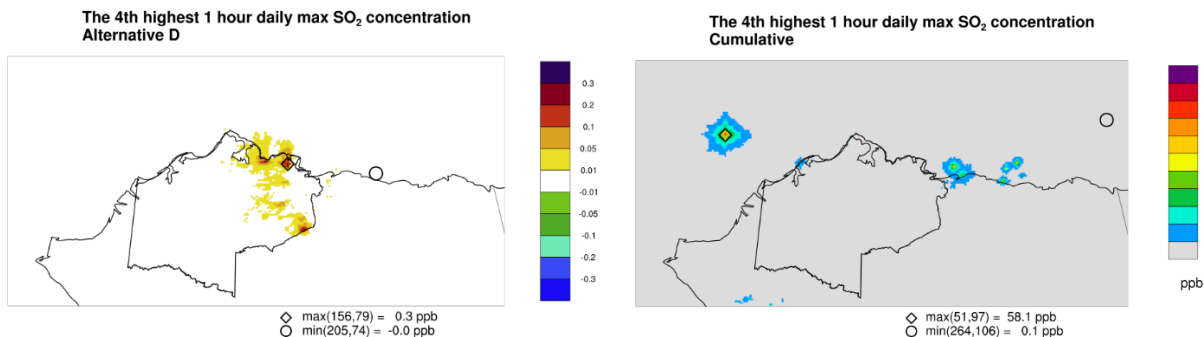 The 4th highest 1 hour daily max SO2 concentration
Alternative D
0.3
0.2
0.1
0.05
0.01
-0.01
-0.05
-0.1
-0.2
-0.3
max(156,79) = 0.3 ppb
min(205,74) = -0.0 ppb
The 4th highest 1 hour daily max SO2 concentration
Cumulative
ppb
max(51,97) = 58.1 ppb
min(264,106) = 0.1 ppb